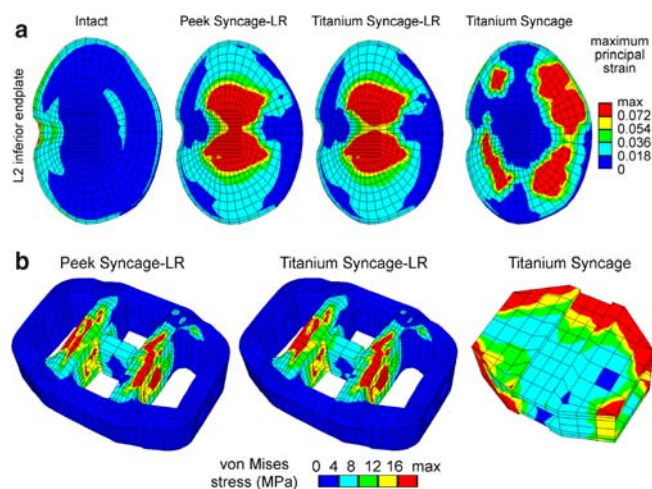 a
Intact
Peek Syncage-LR
Titanium Syncage-LR
Titanium Syncage
L2 inferior endplate
maximum
principal
strain
max
0.072
0.054
0.036
0.018
0
b
Peek Syncage-LR
Titanium Syncage-LR
Titanium Syncage
von Mises
stress (MPa)
0 4 8 12 16 max